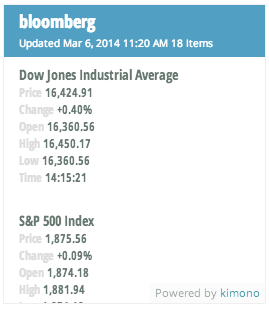 bloomberg
Updated Mar 6, 2014 11:20 AM 18 Items
Dow Jones Industrial Average
Price 16,424.91
Change +0.40%
Open 16,360.56
High 16,450.17
Low 16,360.56
Time 14:15:21
S&P 500 Index
Price 1,875.56
Change +0.09%
Open 1,874.18
High 1,881.94
Powered by kimono